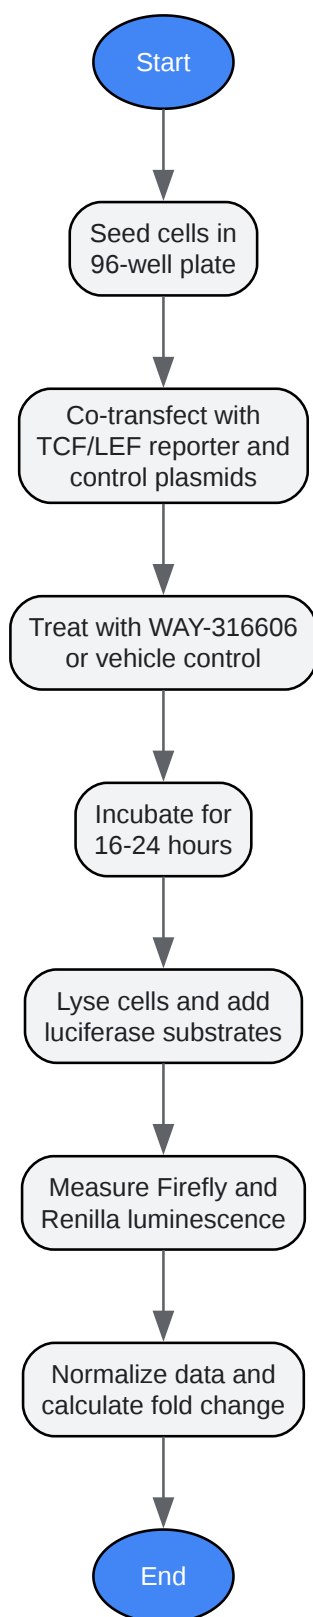 Start
Seed cells in
96-well plate
Co-transfect with
TCF/LEF reporter and
control plasmids
Treat with WAY-316606
or vehicle control
Incubate for
16-24 hours
Lyse cells and add
luciferase substrates
Measure Firefly and
Renilla luminescence
Normalize data and
calculate fold change
End